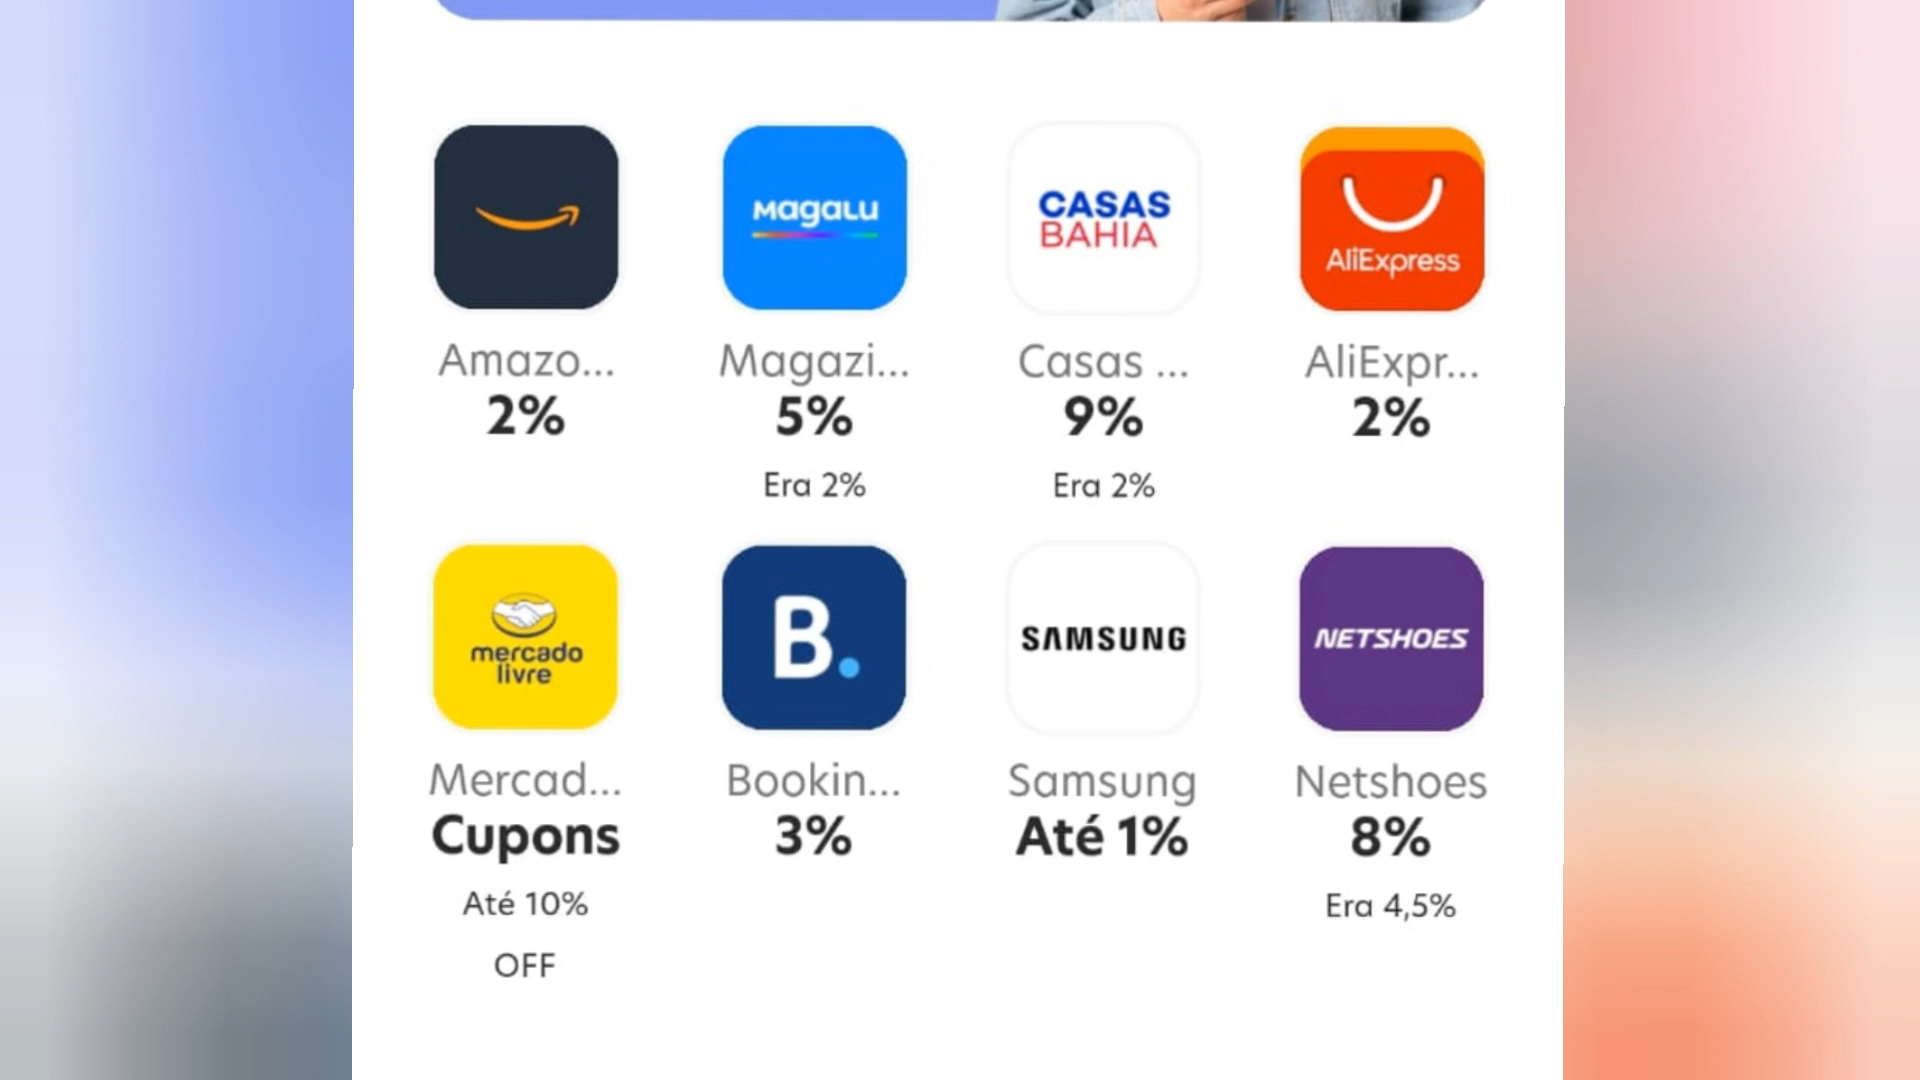 magalu
CASAS
BAHIA
AliExpress
Amazo... Magazi... Casas ... AliExpr...
2% 5% 9% 2%
Era 2% Era 2%
mercado
livre
B.
SAMSUNG
NETSHOES
Mercad... Bookin... Samsung Netshoes
Cupons 3% Até 1% 8%
Até 10% Era 4,5%
OFF